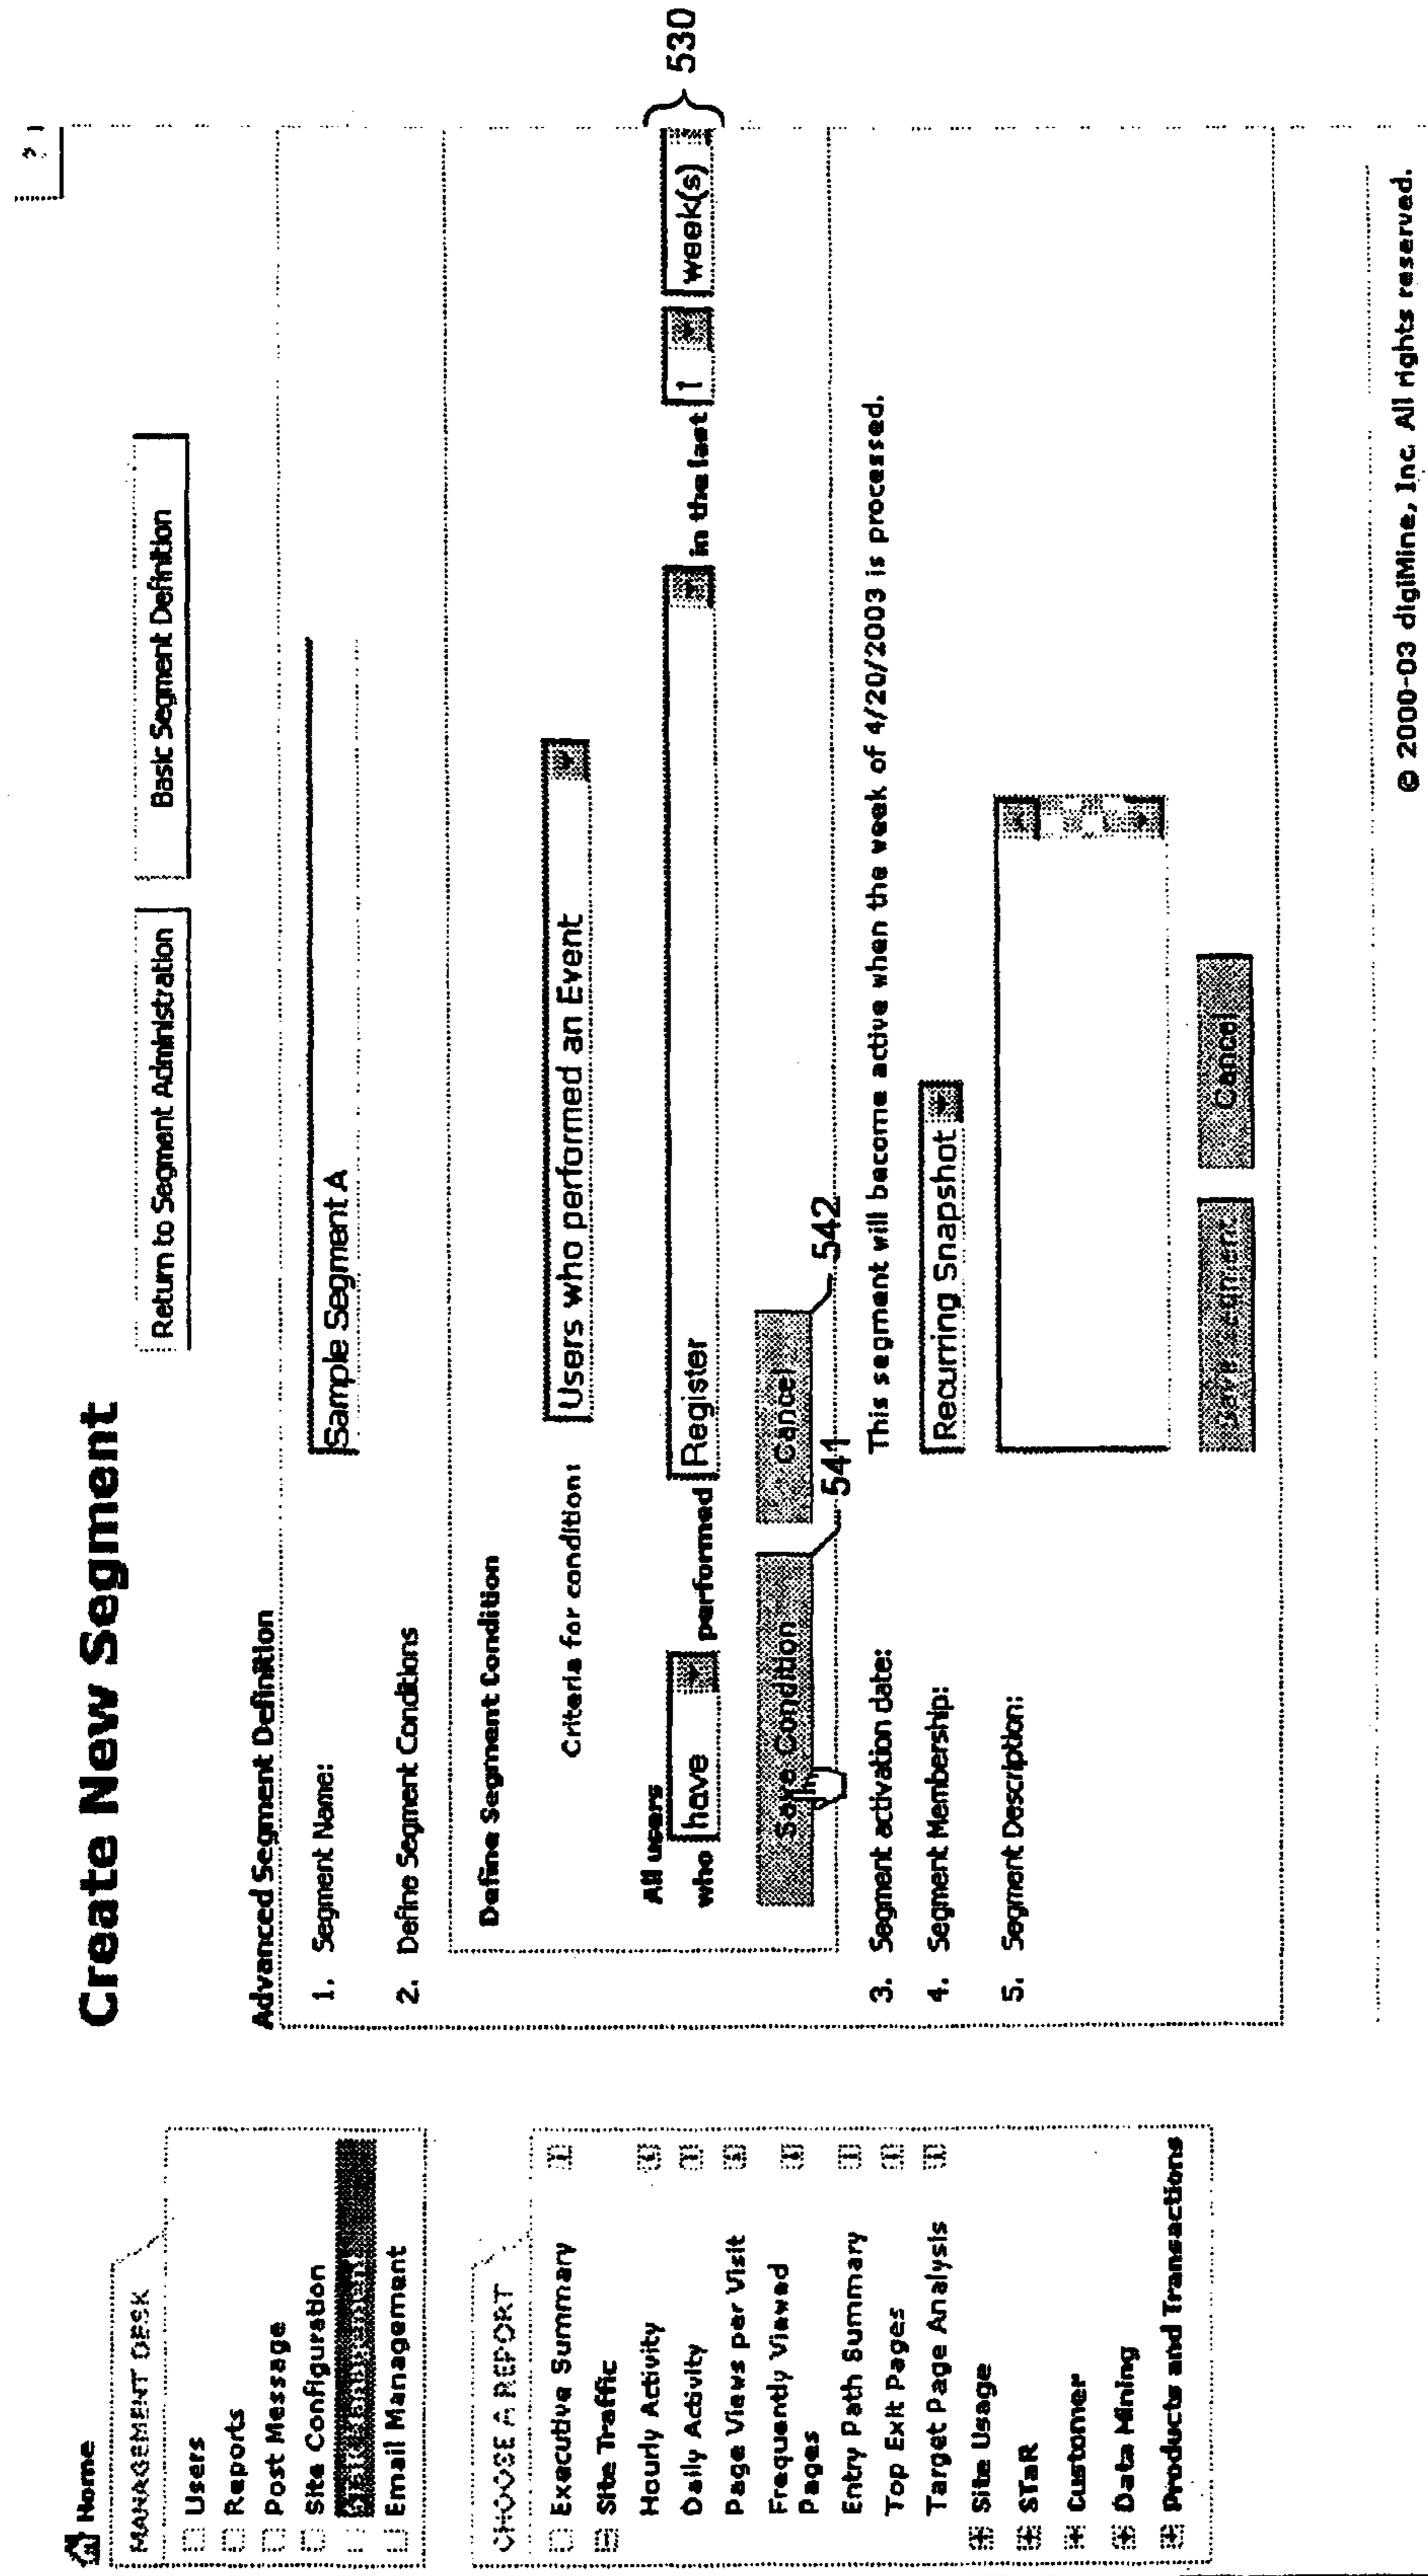 Home
MANAGEMENT DESK
Users
Reports
Post Message
Site Configuration
Email Management
CHOOSE A REPORT
Executive Summary
Site Traffic
Hourly Activity
Daily Activity
Page Views per Visit
Frequently Viewed
Pages
Entry Path Summary
Top Exit Pages
Target Page Analysis
Site Usage
STaR
Customer
Data Mining
Products and Transactions
?
Create New Segment
Return to Segment Administration
Basic Segment Definition
Advanced Segment Definition
1. Segment Name: Sample Segment A
2. Define Segment Conditions
Define Segment Condition
Criteria for condition: Users who performed an Event
All users
who have performed Register in the last 1 week(s) 530
Save Condition Cancel
541 542
3. Segment activation date: This segment will become active when the week of 4/20/2003 is processed.
4. Segment Membership: Recurring Snapshot
5. Segment Description:
Save Segment Cancel
© 2000-03 digiMine, Inc. All rights reserved.